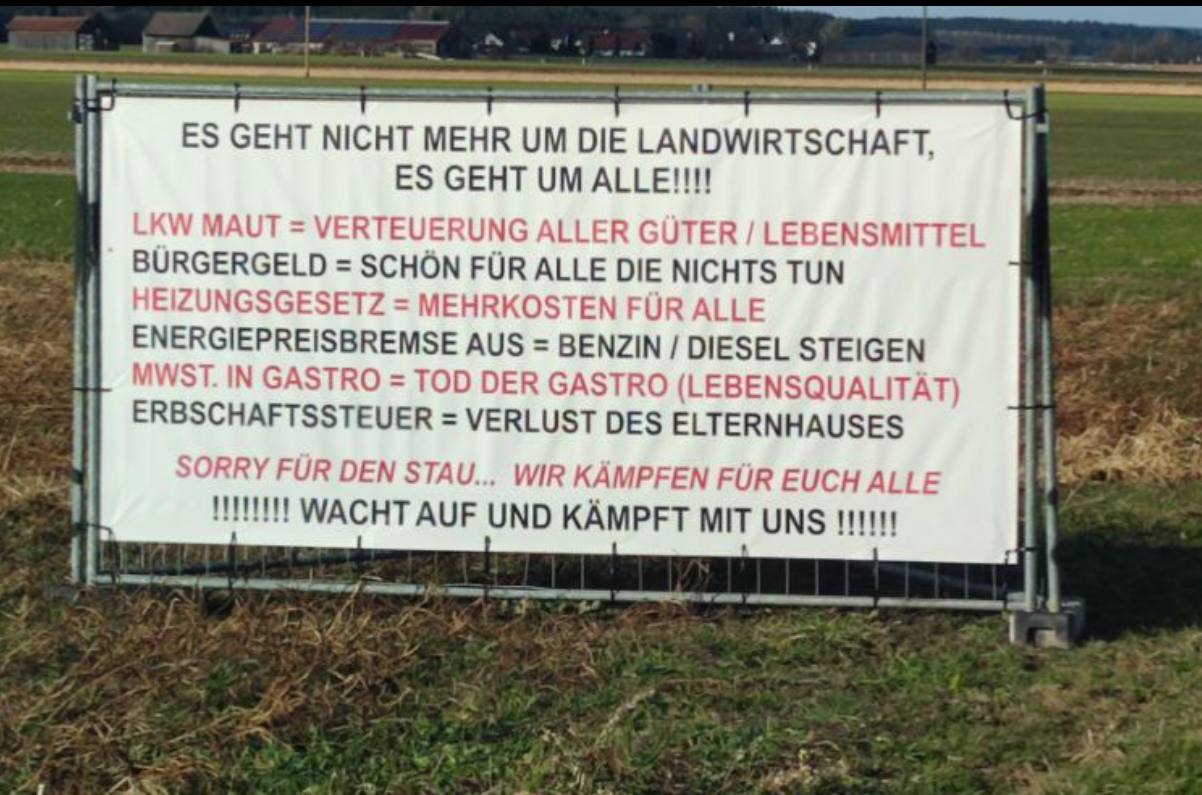 ES GEHT NICHT MEHR UM DIE LANDWIRTSCHAFT,
ES GEHT UM ALLE!!!!
LKW MAUT = VERTEUERUNG ALLER GÜTER / LEBENSMITTEL
BÜRGERGELD = SCHÖN FÜR ALLE DIE NICHTS TUN
HEIZUNGSGESETZ = MEHRKOSTEN FÜR ALLE
ENERGIEPREISBREMSE AUS = BENZIN / DIESEL STEIGEN
MWST. IN GASTRO = TOD DER GASTRO (LEBENSQUALITÄT)
ERBSCHAFTSSTEUER = VERLUST DES ELTERNHAUSES
SORRY FÜR DEN STAU... WIR KÄMPFEN FÜR EUCH ALLE
!!!!!!!! WACHT AUF UND KÄMPFT MIT UNS !!!!!!